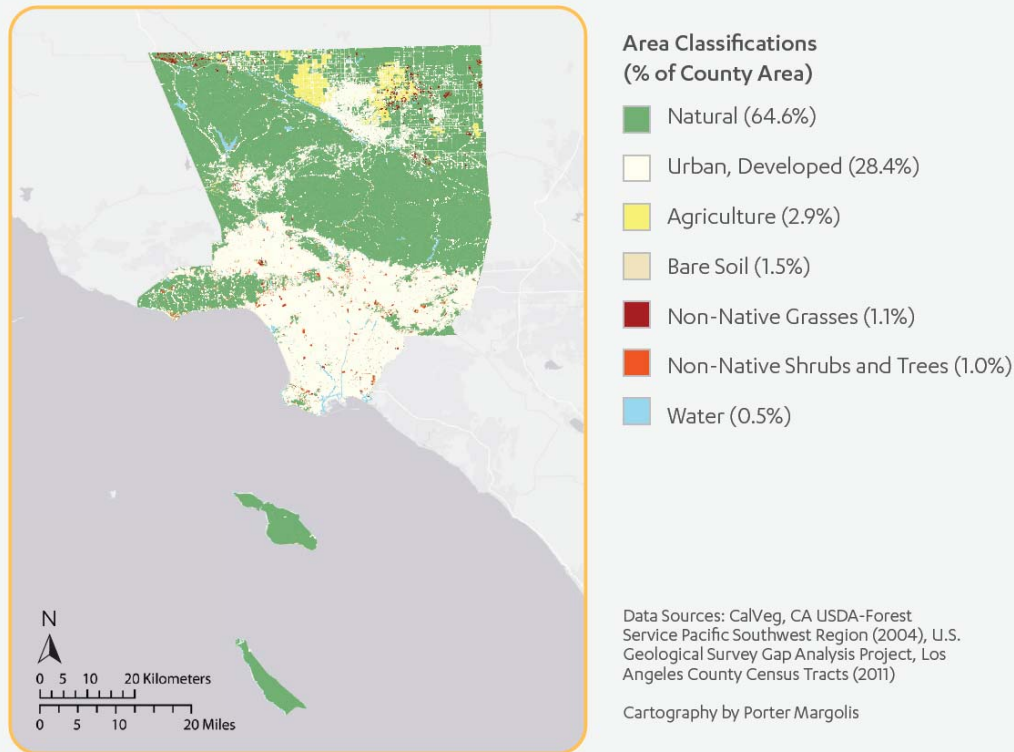 Area Classifications
(% of County Area)
Natural (64.6%)
Urban, Developed (28.4%)
Agriculture (2.9%)
Bare Soil (1.5%)
Non-Native Grasses (1.1%)
Non-Native Shrubs and Trees (1.0%)
Water (0.5%)
N
0 5 10 20 Kilometers
0 5 10 20 Miles
Data Sources: CalVeg, CA USDA-Forest
Service Pacific Southwest Region (2004), U.S.
Geological Survey Gap Analysis Project, Los
Angeles County Census Tracts (2011)
Cartography by Porter Margolis